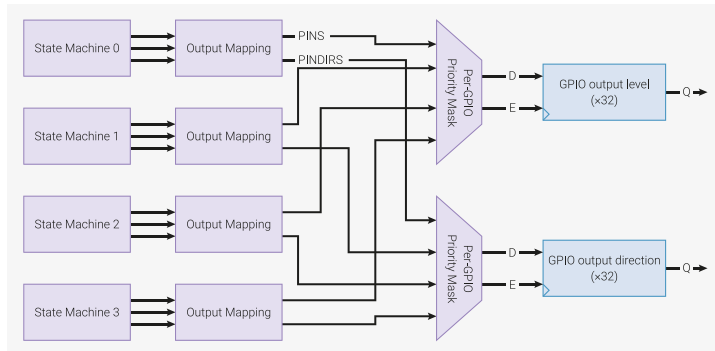 State Machine 0
Output Mapping
PINS
PINDIRS
Per-GPIO
Priority Mask
D
E
GPIO output level
(×32)
Q
State Machine 1
Output Mapping
State Machine 2
Output Mapping
Per-GPIO
Priority Mask
D
E
GPIO output direction
(×32)
Q
State Machine 3
Output Mapping